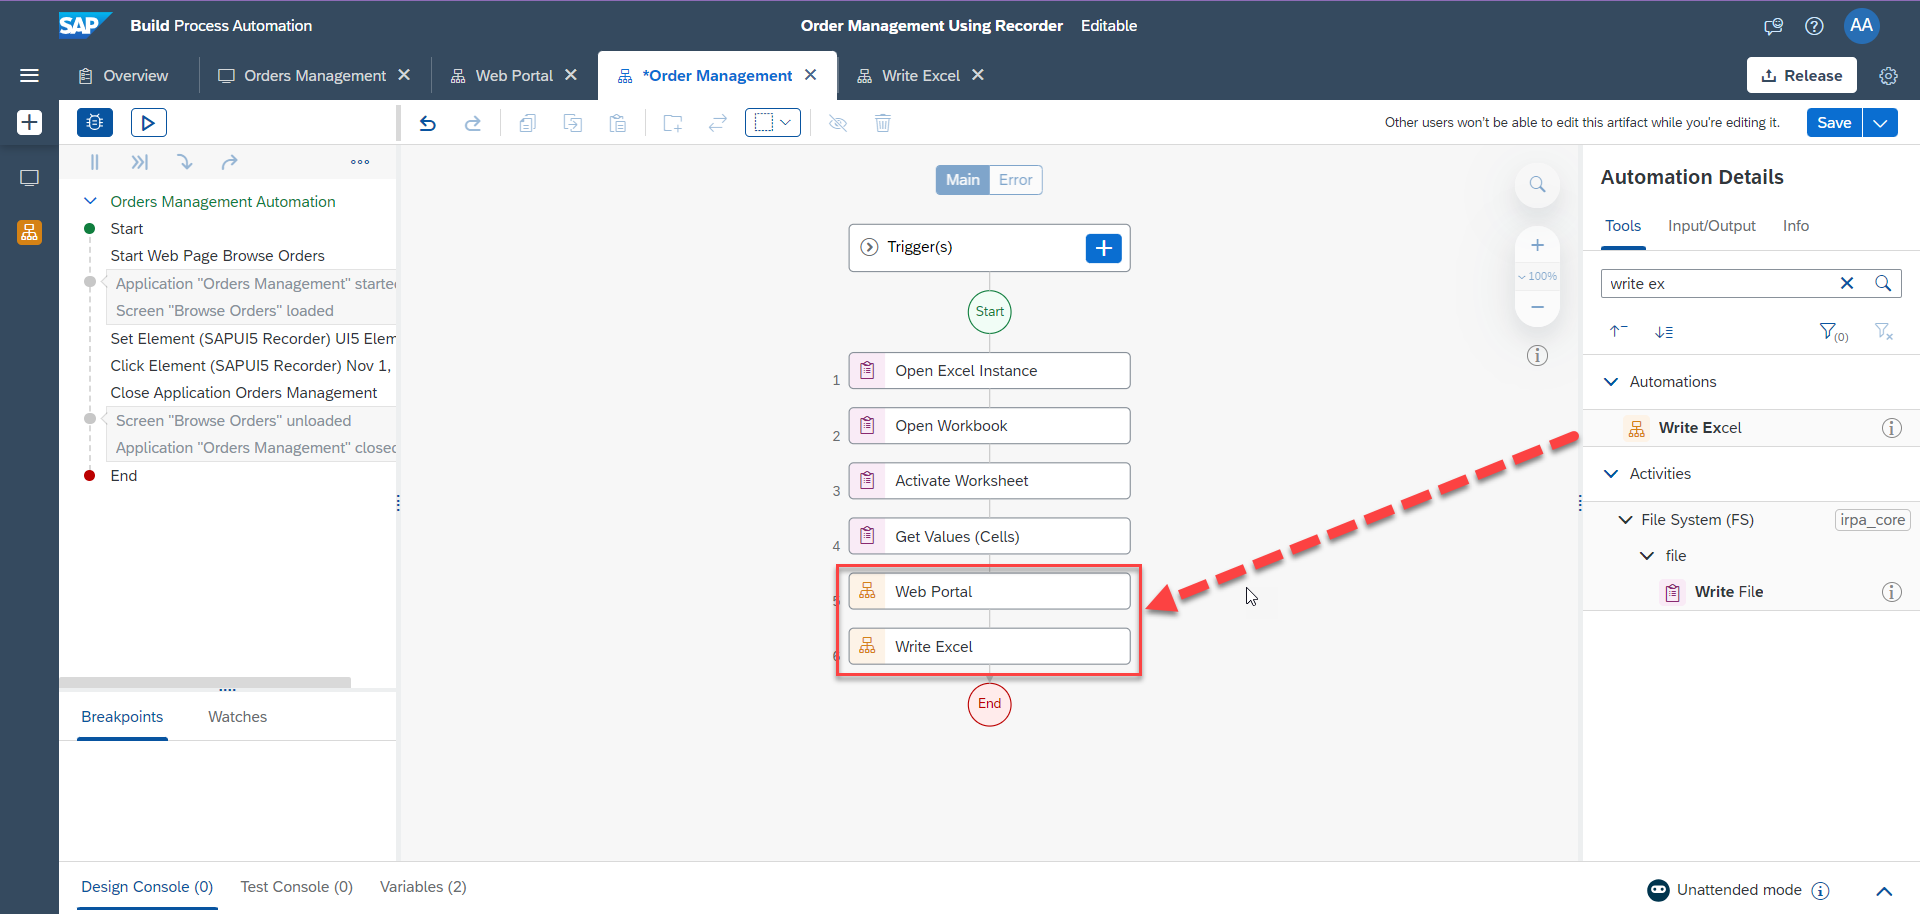 SAP Build Process Automation
Order Management Using Recorder Editable
AA
Overview
Orders Management
Web Portal
*Order Management
Write Excel
Release
Other users won't be able to edit this artifact while you're editing it.
Save
Orders Management Automation
Start
Start Web Page Browse Orders
Application "Orders Management" starte
Screen "Browse Orders" loaded
Set Element (SAPUI5 Recorder) UI5 Elem
Click Element (SAPUI5 Recorder) Nov 1,
Close Application Orders Management
Screen "Browse Orders" unloaded
Application "Orders Management" closed
End
Breakpoints
Watches
Main
Error
Trigger(s)
Start
1 Open Excel Instance
2 Open Workbook
3 Activate Worksheet
4 Get Values (Cells)
5 Web Portal
6 Write Excel
End
100%
Automation Details
Tools
Input/Output
Info
write ex
(0)
Automations
Write Excel
Activities
File System (FS)
irpa_core
file
Write File
Design Console (0)
Test Console (0)
Variables (2)
Unattended mode